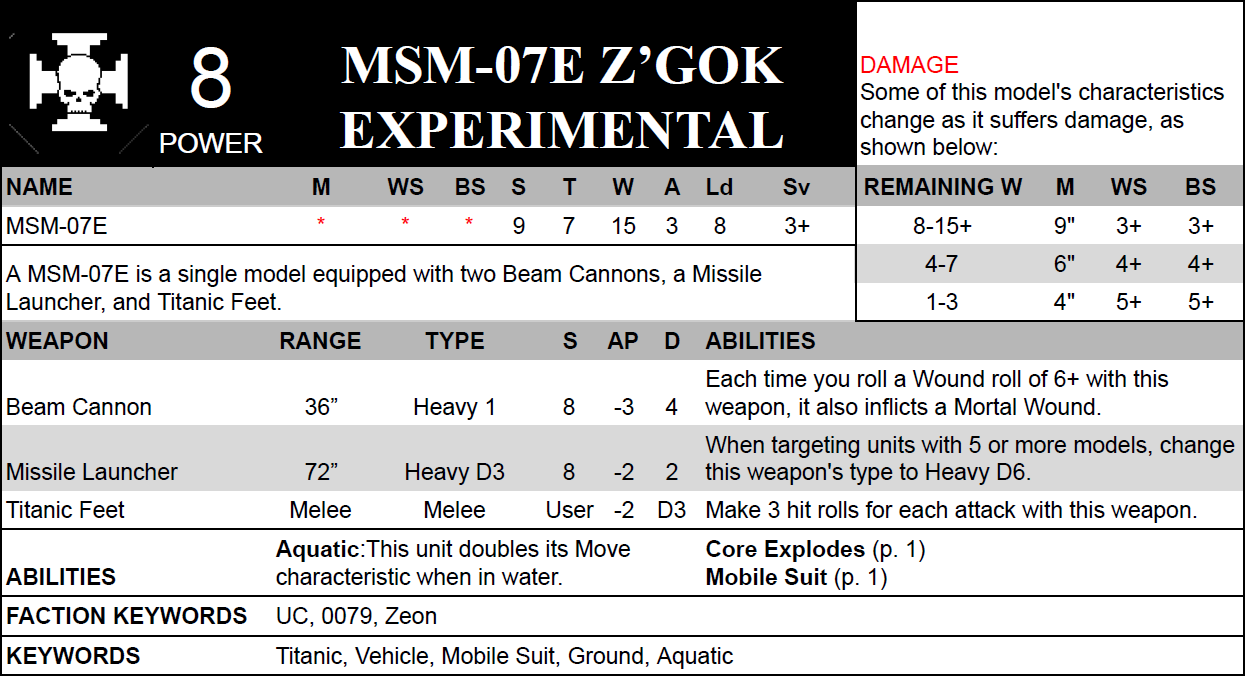 8
POWER
MSM-07E Z’GOK
EXPERIMENTAL
DAMAGE
Some of this model's characteristics
change as it suffers damage, as
shown below:
NAME M WS BS S T W A Ld Sv
MSM-07E * * * 9 7 15 3 8 3+
REMAINING W M WS BS
8-15+ 9" 3+ 3+
4-7 6" 4+ 4+
1-3 4" 5+ 5+
A MSM-07E is a single model equipped with two Beam Cannons, a Missile
Launcher, and Titanic Feet.
WEAPON RANGE TYPE S AP D ABILITIES
Beam Cannon 36” Heavy 1 8 -3 4 Each time you roll a Wound roll of 6+ with this
weapon, it also inflicts a Mortal Wound.
Missile Launcher 72” Heavy D3 8 -2 2 When targeting units with 5 or more models, change
this weapon's type to Heavy D6.
Titanic Feet Melee Melee User -2 D3 Make 3 hit rolls for each attack with this weapon.
ABILITIES
Aquatic:This unit doubles its Move
characteristic when in water.
Core Explodes (p. 1)
Mobile Suit (p. 1)
FACTION KEYWORDS UC, 0079, Zeon
KEYWORDS Titanic, Vehicle, Mobile Suit, Ground, Aquatic